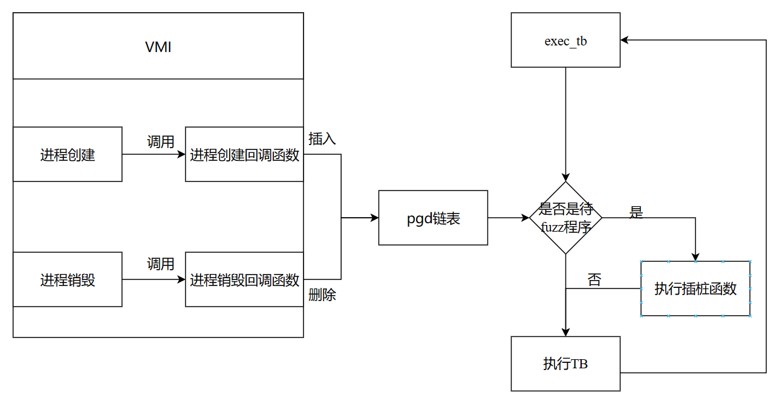 VMI
进程创建
调用
进程创建回调函数
插入
进程销毁
调用
进程销毁回调函数
删除
pgd链表
exec_tb
是否是待
fuzz程序
是
否
执行插桩函数
执行TB